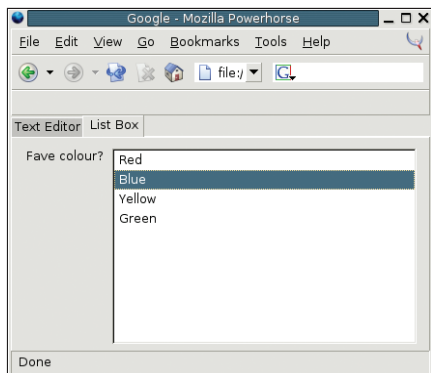 Google - Mozilla Powerhorse
File Edit View Go Bookmarks Tools Help
file:/ G
Text Editor List Box
Fave colour? Red
Blue
Yellow
Green
Done